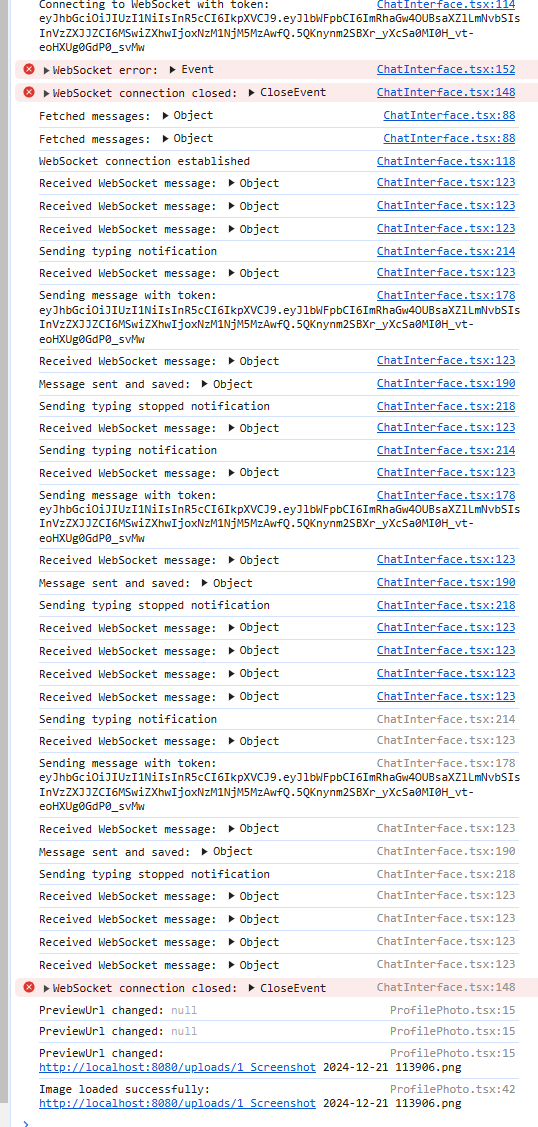 Connecting to WebSocket with token: ChatInterface.tsx:114
eyJhbGciOiJIUzI1NiIsInR5cCI6IkpXVCJ9.eyJlbWFpbCI6ImRhaGw4OUBsaXZlLmNvbSIs
InVzZXJJZCI6MSwiZXhwIjoxNzM1NjM5MzAwfQ.5QKnynm2SBXr_yXcSa0MI0H_vt-
eoHXUg0GdP0_svMw
WebSocket error: Event ChatInterface.tsx:152
WebSocket connection closed: CloseEvent ChatInterface.tsx:148
Fetched messages: Object ChatInterface.tsx:88
Fetched messages: Object ChatInterface.tsx:88
WebSocket connection established ChatInterface.tsx:118
Received WebSocket message: Object ChatInterface.tsx:123
Received WebSocket message: Object ChatInterface.tsx:123
Received WebSocket message: Object ChatInterface.tsx:123
Sending typing notification ChatInterface.tsx:214
Received WebSocket message: Object ChatInterface.tsx:123
Sending message with token: ChatInterface.tsx:178
eyJhbGciOiJIUzI1NiIsInR5cCI6IkpXVCJ9.eyJlbWFpbCI6ImRhaGw4OUBsaXZlLmNvbSIs
InVzZXJJZCI6MSwiZXhwIjoxNzM1NjM5MzAwfQ.5QKnynm2SBXr_yXcSa0MI0H_vt-
eoHXUg0GdP0_svMw
Received WebSocket message: Object ChatInterface.tsx:123
Message sent and saved: Object ChatInterface.tsx:190
Sending typing stopped notification ChatInterface.tsx:218
Received WebSocket message: Object ChatInterface.tsx:123
Sending typing notification ChatInterface.tsx:214
Received WebSocket message: Object ChatInterface.tsx:123
Sending message with token: ChatInterface.tsx:178
eyJhbGciOiJIUzI1NiIsInR5cCI6IkpXVCJ9.eyJlbWFpbCI6ImRhaGw4OUBsaXZlLmNvbSIs
InVzZXJJZCI6MSwiZXhwIjoxNzM1NjM5MzAwfQ.5QKnynm2SBXr_yXcSa0MI0H_vt-
eoHXUg0GdP0_svMw
Received WebSocket message: Object ChatInterface.tsx:123
Message sent and saved: Object ChatInterface.tsx:190
Sending typing stopped notification ChatInterface.tsx:218
Received WebSocket message: Object ChatInterface.tsx:123
Received WebSocket message: Object ChatInterface.tsx:123
Received WebSocket message: Object ChatInterface.tsx:123
Received WebSocket message: Object ChatInterface.tsx:123
Sending typing notification ChatInterface.tsx:214
Received WebSocket message: Object ChatInterface.tsx:123
Sending message with token: ChatInterface.tsx:178
eyJhbGciOiJIUzI1NiIsInR5cCI6IkpXVCJ9.eyJlbWFpbCI6ImRhaGw4OUBsaXZlLmNvbSIs
InVzZXJJZCI6MSwiZXhwIjoxNzM1NjM5MzAwfQ.5QKnynm2SBXr_yXcSa0MI0H_vt-
eoHXUg0GdP0_svMw
Received WebSocket message: Object ChatInterface.tsx:123
Message sent and saved: Object ChatInterface.tsx:190
Sending typing stopped notification ChatInterface.tsx:218
Received WebSocket message: Object ChatInterface.tsx:123
Received WebSocket message: Object ChatInterface.tsx:123
Received WebSocket message: Object ChatInterface.tsx:123
Received WebSocket message: Object ChatInterface.tsx:123
WebSocket connection closed: CloseEvent ChatInterface.tsx:148
PreviewUrl changed: null ProfilePhoto.tsx:15
PreviewUrl changed: null ProfilePhoto.tsx:15
PreviewUrl changed: ProfilePhoto.tsx:15
http://localhost:8080/uploads/1_Screenshot 2024-12-21 113906.png
Image loaded successfully: ProfilePhoto.tsx:42
http://localhost:8080/uploads/1_Screenshot 2024-12-21 113906.png